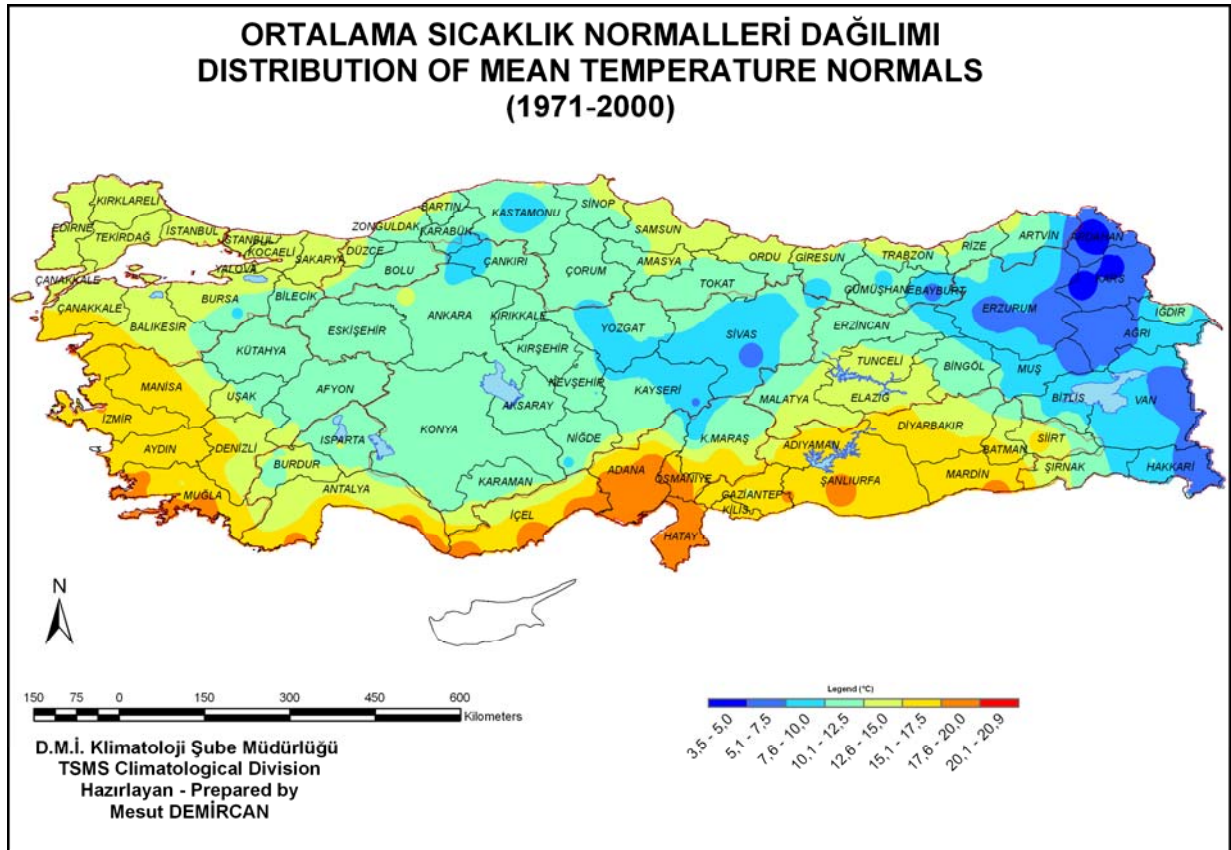 ORTALAMA SICAKLIK NORMALLERİ DAĞILIMI
DISTRIBUTION OF MEAN TEMPERATURE NORMALS
(1971-2000)
KIRKLARELİ
EDİRNE
TEKİRDAĞ
İSTANBUL
İSTANBUL
KOCAELİ
YALOVA
SAKARYA
DÜZCE
ZONGULDAK
BARTIN
KARABÜK
KASTAMONU
SİNOP
SAMSUN
ORDU
GİRESUN
TRABZON
RİZE
ARTVİN
ARDAHAN
KARS
IĞDIR
AĞRI
ERZURUM
BAYBURT
GÜMÜŞHANE
ÇANAKKALE
ÇANAKKALE
BALIKESİR
BURSA
BİLECİK
BOLU
ÇANKIRI
ÇORUM
AMASYA
TOKAT
SİVAS
YOZGAT
ERZİNCAN
TUNCELİ
BİNGÖL
MUŞ
BİTLİS
VAN
HAKKARİ
KÜTAHYA
ESKİŞEHİR
ANKARA
KIRIKKALE
KIRŞEHİR
NEVŞEHİR
KAYSERİ
MALATYA
ELAZIĞ
DİYARBAKIR
BATMAN
SİİRT
ŞIRNAK
MARDİN
ŞANLIURFA
ADIYAMAN
K.MARAŞ
GAZİANTEP
KİLİS
MANİSA
UŞAK
AFYON
İZMİR
AYDIN
DENİZLİ
MUĞLA
BURDUR
ISPARTA
ANTALYA
KONYA
AKSARAY
NİĞDE
KARAMAN
İÇEL
ADANA
OSMANİYE
HATAY
N
150 75 0 150 300 450 600
Kilometers
D.M.İ. Klimatoloji Şube Müdürlüğü
TSMS Climatological Division
Hazırlayan - Prepared by
Mesut DEMİRCAN
Legend (°C)
3,5 - 5,0
5,1 - 7,5
7,6 - 10,0
10,1 - 12,5
12,6 - 15,0
15,1 - 17,5
17,6 - 20,0
20,1 - 20,9